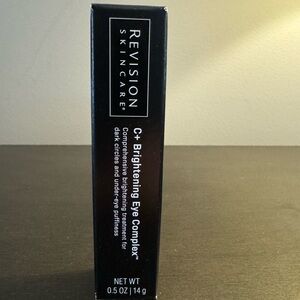 REVISION
SKINCARE®
C+ Brightening Eye Complex™
Comprehensive brightening treatment for
dark circles and under-eye puffiness
NET WT
0.5 OZ | 14 g